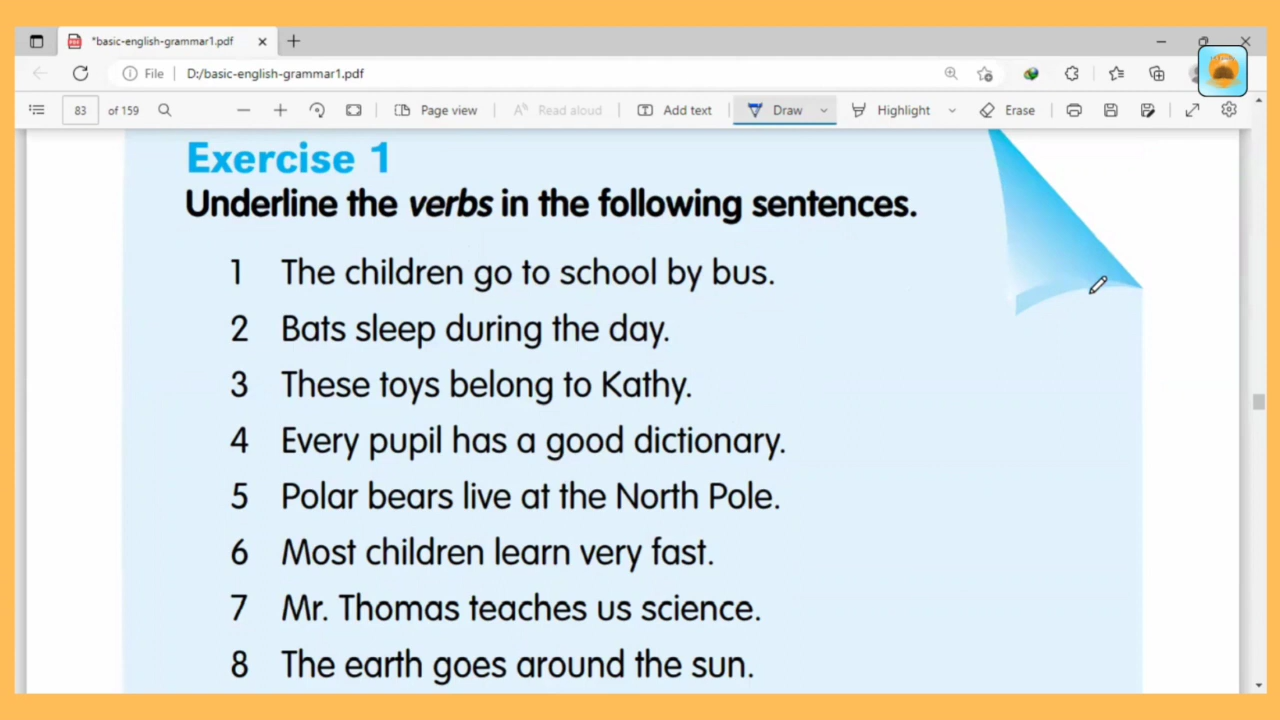 *basic-english-grammar1.pdf
File D:/basic-english-grammar1.pdf
83 of 159 Page view Read aloud Add text Draw Highlight Erase
Exercise 1
Underline the verbs in the following sentences.
1 The children go to school by bus.
2 Bats sleep during the day.
3 These toys belong to Kathy.
4 Every pupil has a good dictionary.
5 Polar bears live at the North Pole.
6 Most children learn very fast.
7 Mr. Thomas teaches us science.
8 The earth goes around the sun.